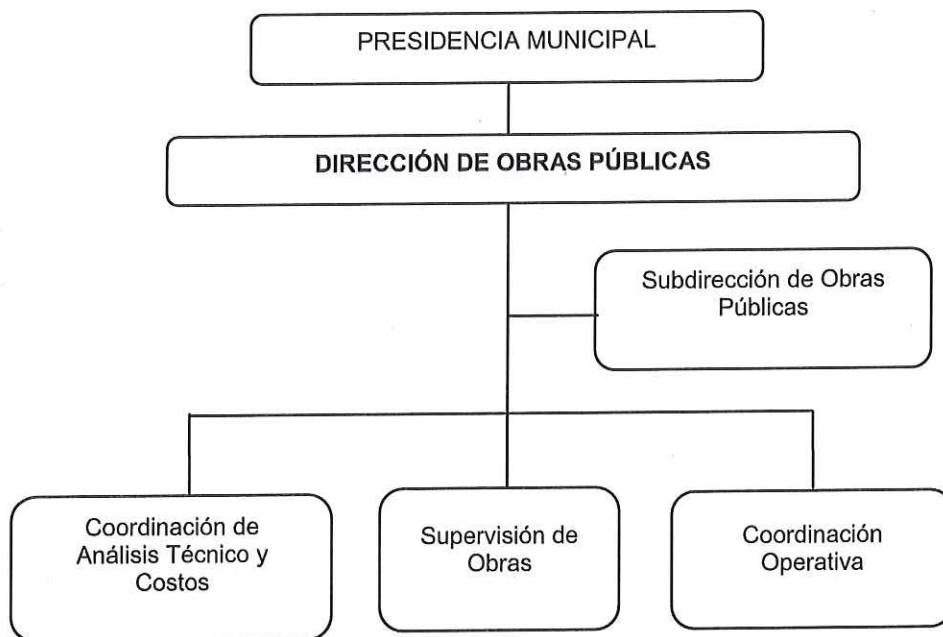 PRESIDENCIA MUNICIPAL
DIRECCIÓN DE OBRAS PÚBLICAS
Subdirección de Obras
Públicas
Coordinación de
Análisis Técnico y
Costos
Supervisión de
Obras
Coordinación
Operativa